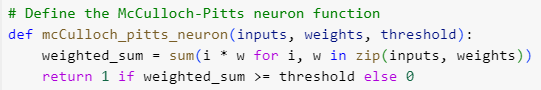 # Define the McCulloch-Pitts neuron function
def mcCulloch_pitts_neuron(inputs, weights, threshold):
    weighted_sum = sum(i * w for i, w in zip(inputs, weights))
    return 1 if weighted_sum >= threshold else 0